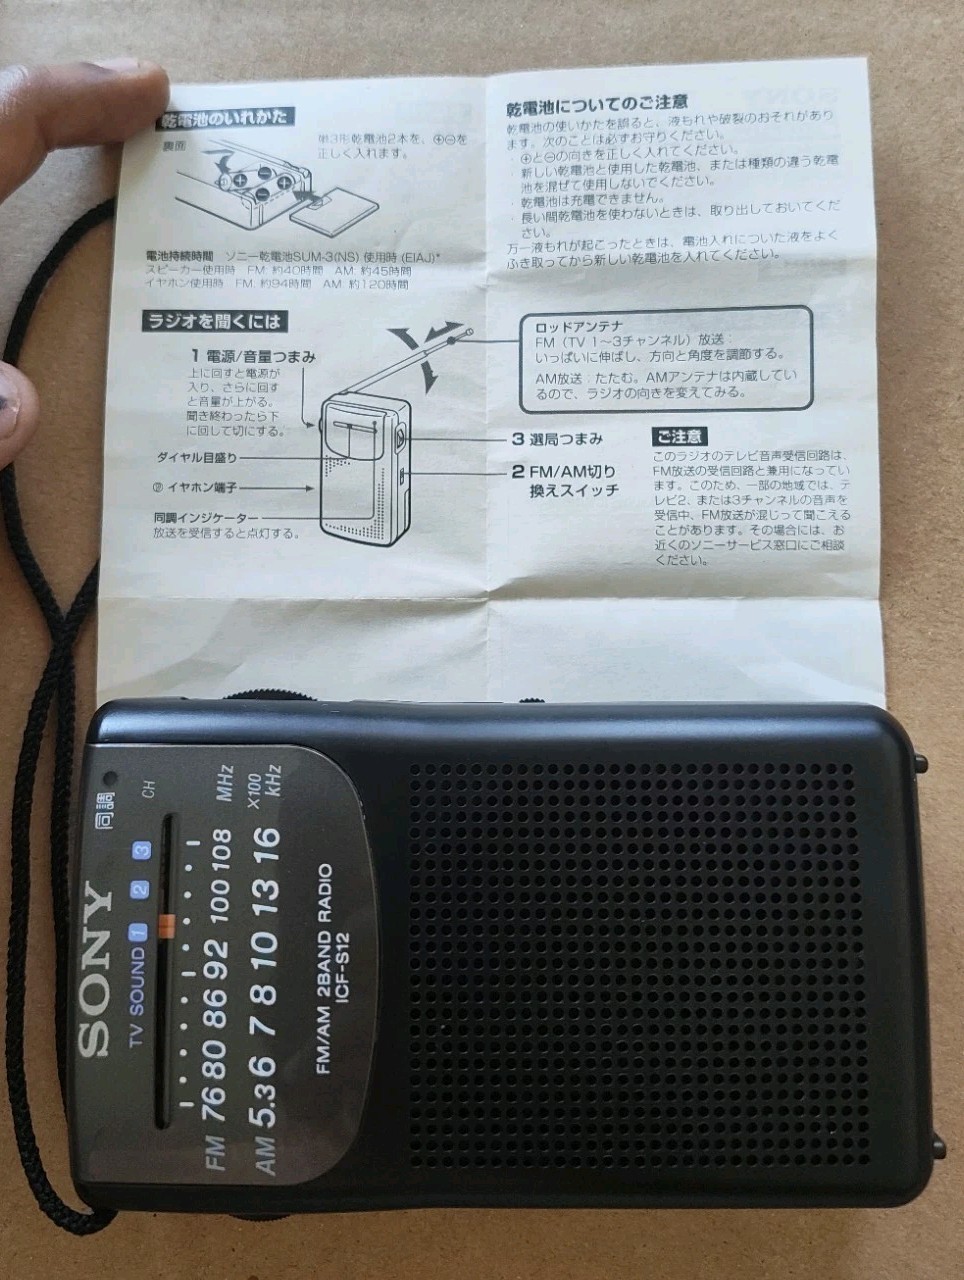 乾電池のいれかた
裏面
単3形乾電池2本を、⊕⊖を
正しく入れます。
電池持続時間 ソニー乾電池SUM-3(NS)使用時(EIAJ)*
スピーカー使用時 FM: 約40時間 AM: 約45時間
イヤホン使用時 FM: 約94時間 AM: 約120時間
乾電池についてのご注意
乾電池の使いかたを誤ると、液もれや破裂のおそれがあり
ます。次のことは必ずお守りください。
・⊕と⊖の向きを正しく入れてください。
・新しい乾電池と使用した乾電池、または種類の違う乾電
池を混ぜて使用しないでください。
・乾電池は充電できません。
・長い間乾電池を使わないときは、取り出しておいてくだ
さい。
万一液もれが起こったときは、電池入れについた液をよく
ふき取ってから新しい乾電池を入れてください。
ラジオを聞くには
1 電源/音量つまみ
上に回すと電源が
入り、さらに回す
と音量が上がる。
聞き終わったら下
に回して切にする。
ダイヤル目盛り
② イヤホン端子
同調インジケーター
放送を受信すると点灯する。
ロッドアンテナ
FM(TV 1〜3チャンネル)放送:
いっぱいに伸ばし、方向と角度を調節する。
AM放送:たたむ。AMアンテナは内蔵してい
るので、ラジオの向きを変えてみる。
3 選局つまみ
2 FM/AM切り
換えスイッチ
ご注意
このラジオのテレビ音声受信回路は、
FM放送の受信回路と兼用になってい
ます。このため、一部の地域では、テ
レビ2、または3チャンネルの音声を
受信中、FM放送が混じって聞こえる
ことがあります。その場合には、お
近くのソニーサービス窓口にご相談
ください。
SONY
同調
TV SOUND 1 2 3 CH
FM 76 80 86 92 100 108 MHz
AM 5.3 6 7 8 10 13 16 X100 kHz
FM/AM 2BAND RADIO
ICF-S12